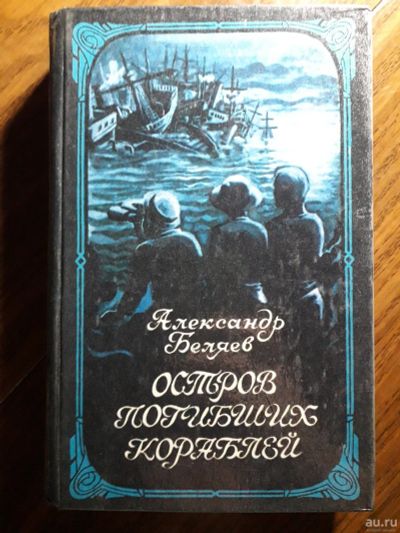 Александр
Беляев
ОСТРОВ
ПОГИБШИХ
КОРАБЛЕЙ
au.ru